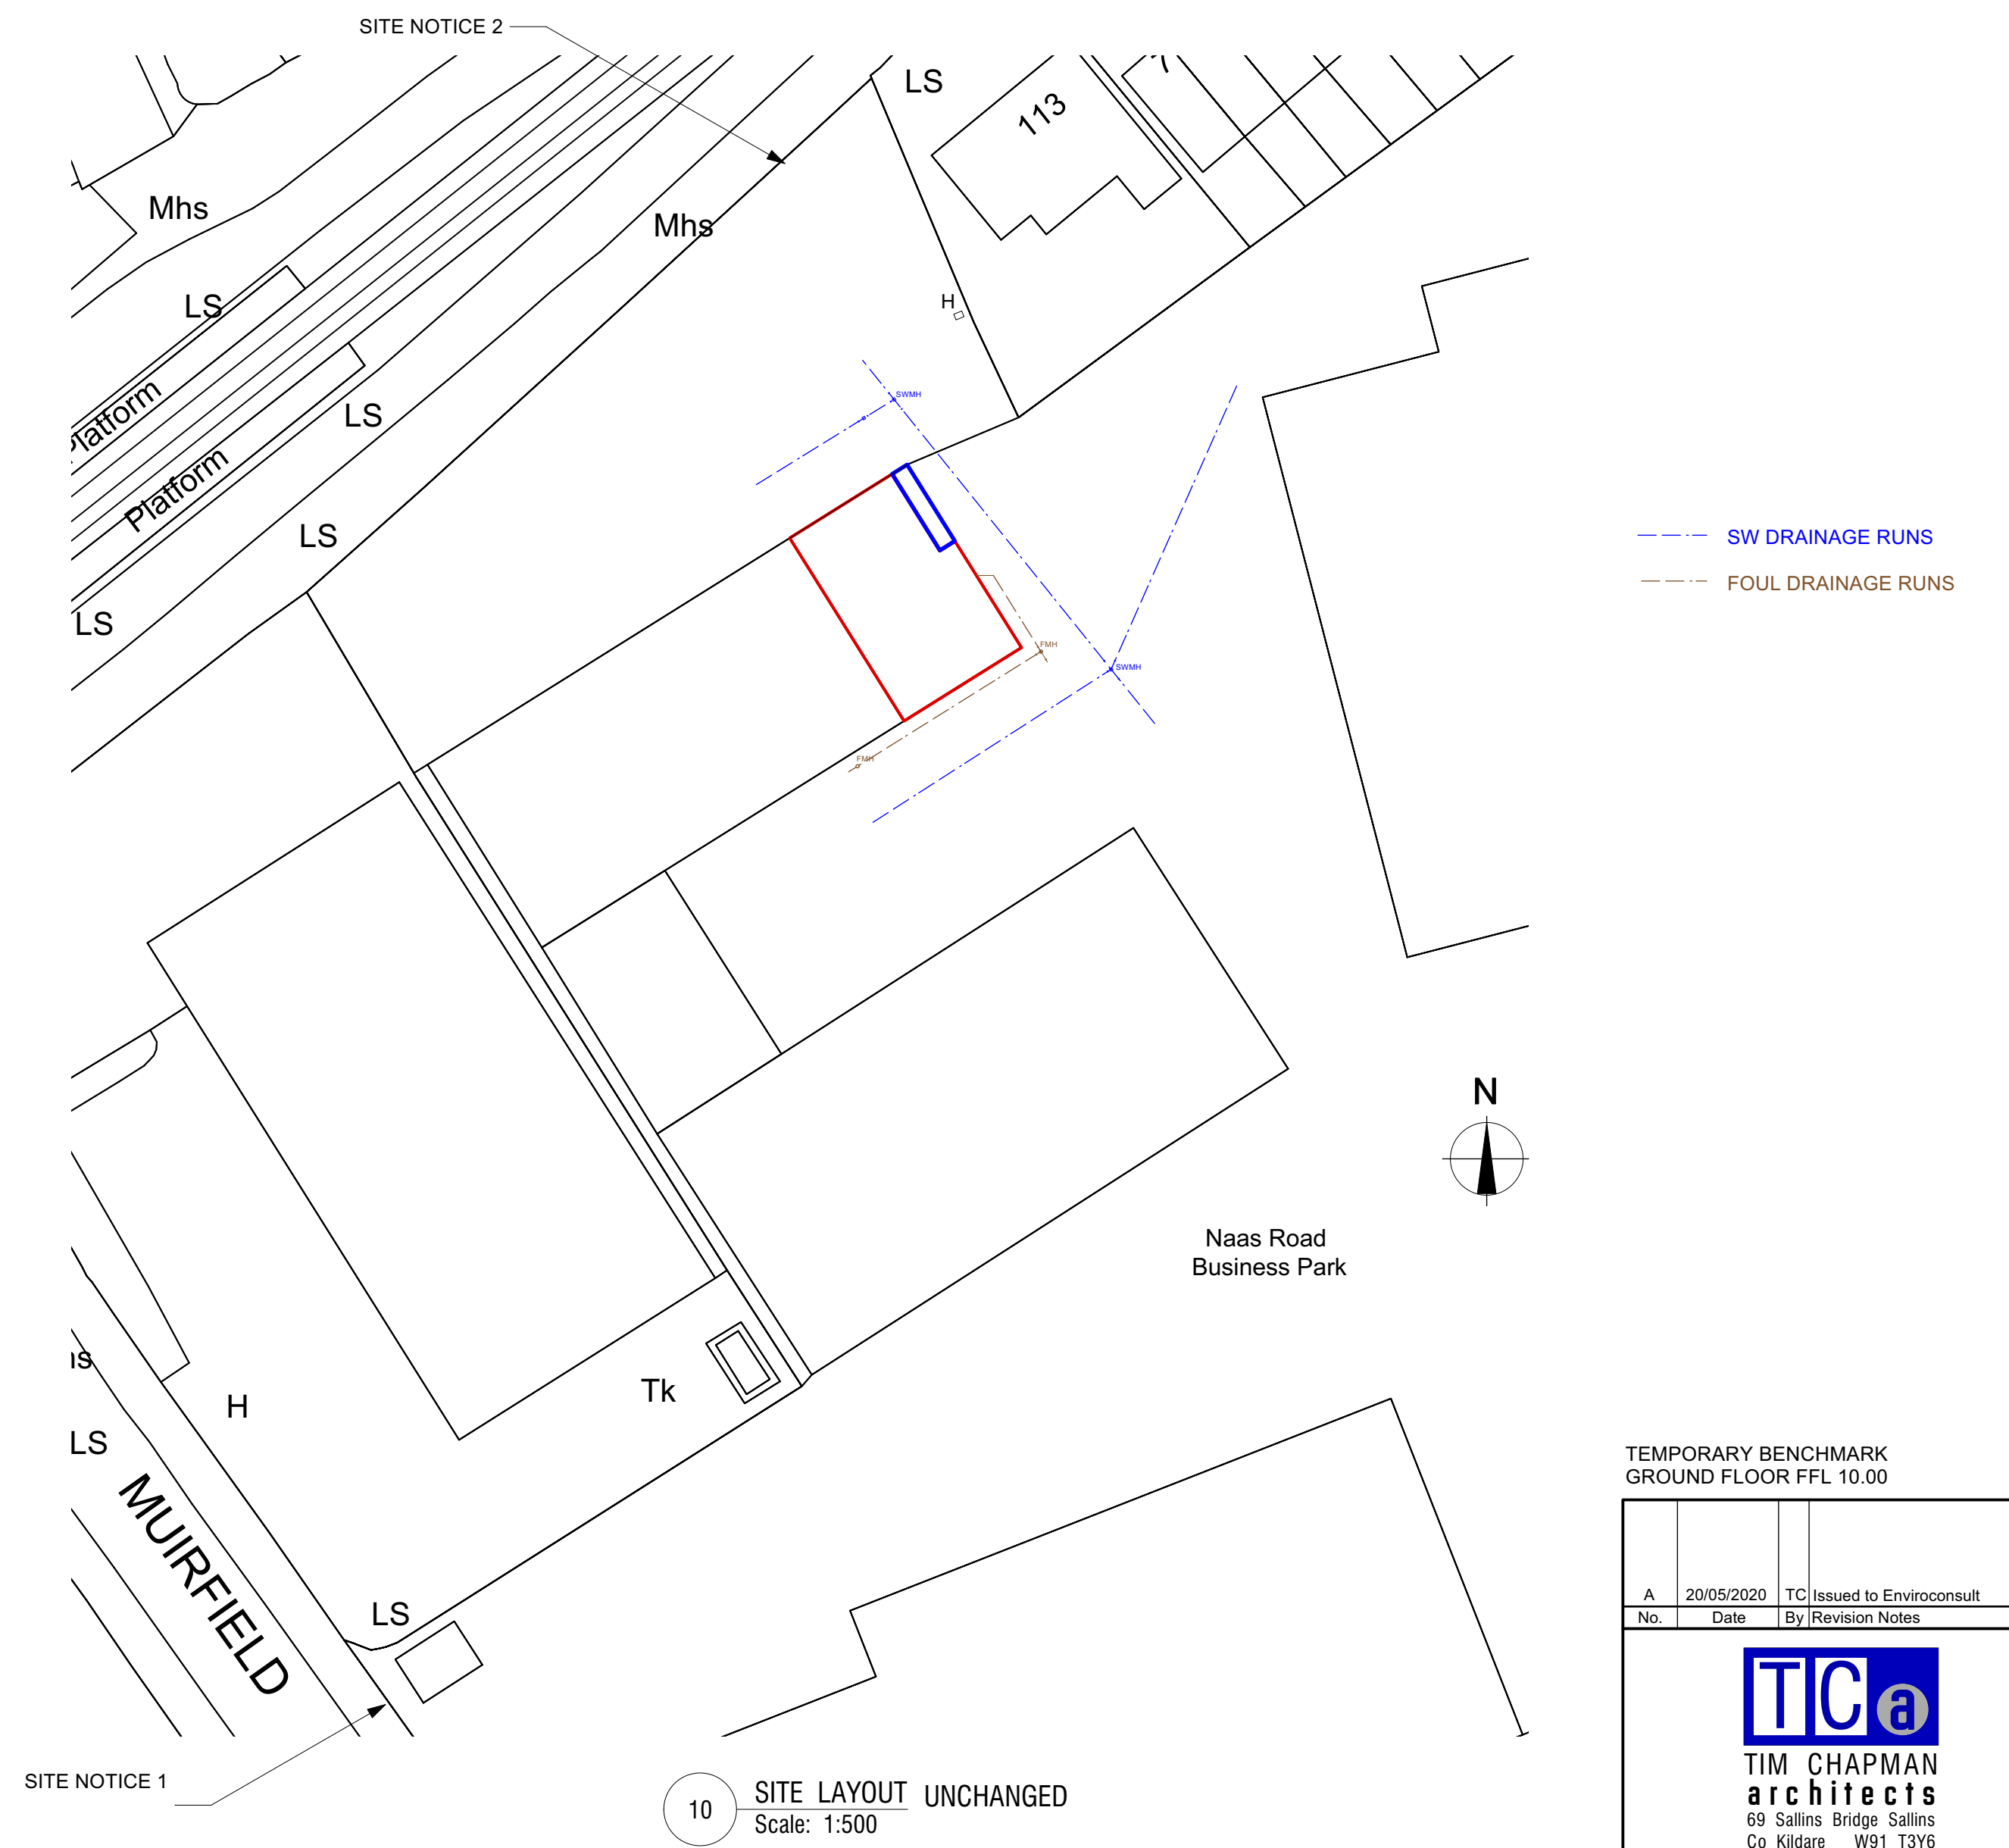 SITE NOTICE 2
LS
113
7
Mhs
Mhs
LS
H
SWMH
Platform
LS
Platform
LS
SW DRAINAGE RUNS
FOUL DRAINAGE RUNS
LS
FMH
SWMH
FMH
N
Naas Road
Business Park
H
Tk
LS
MUIRFIELD
LS
TEMPORARY BENCHMARK
GROUND FLOOR FFL 10.00
A 20/05/2020 TC Issued to Enviroconsult
No. Date By Revision Notes
TCa
TIM CHAPMAN
architects
69 Sallins Bridge Sallins
Co Kildare W91 T3Y6
SITE NOTICE 1
10 SITE LAYOUT UNCHANGED
Scale: 1:500